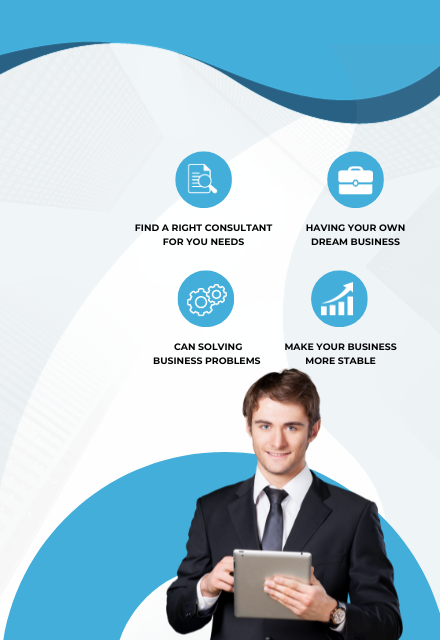 FIND A RIGHT CONSULTANT
FOR YOU NEEDS
HAVING YOUR OWN
DREAM BUSINESS
CAN SOLVING
BUSINESS PROBLEMS
MAKE YOUR BUSINESS
MORE STABLE